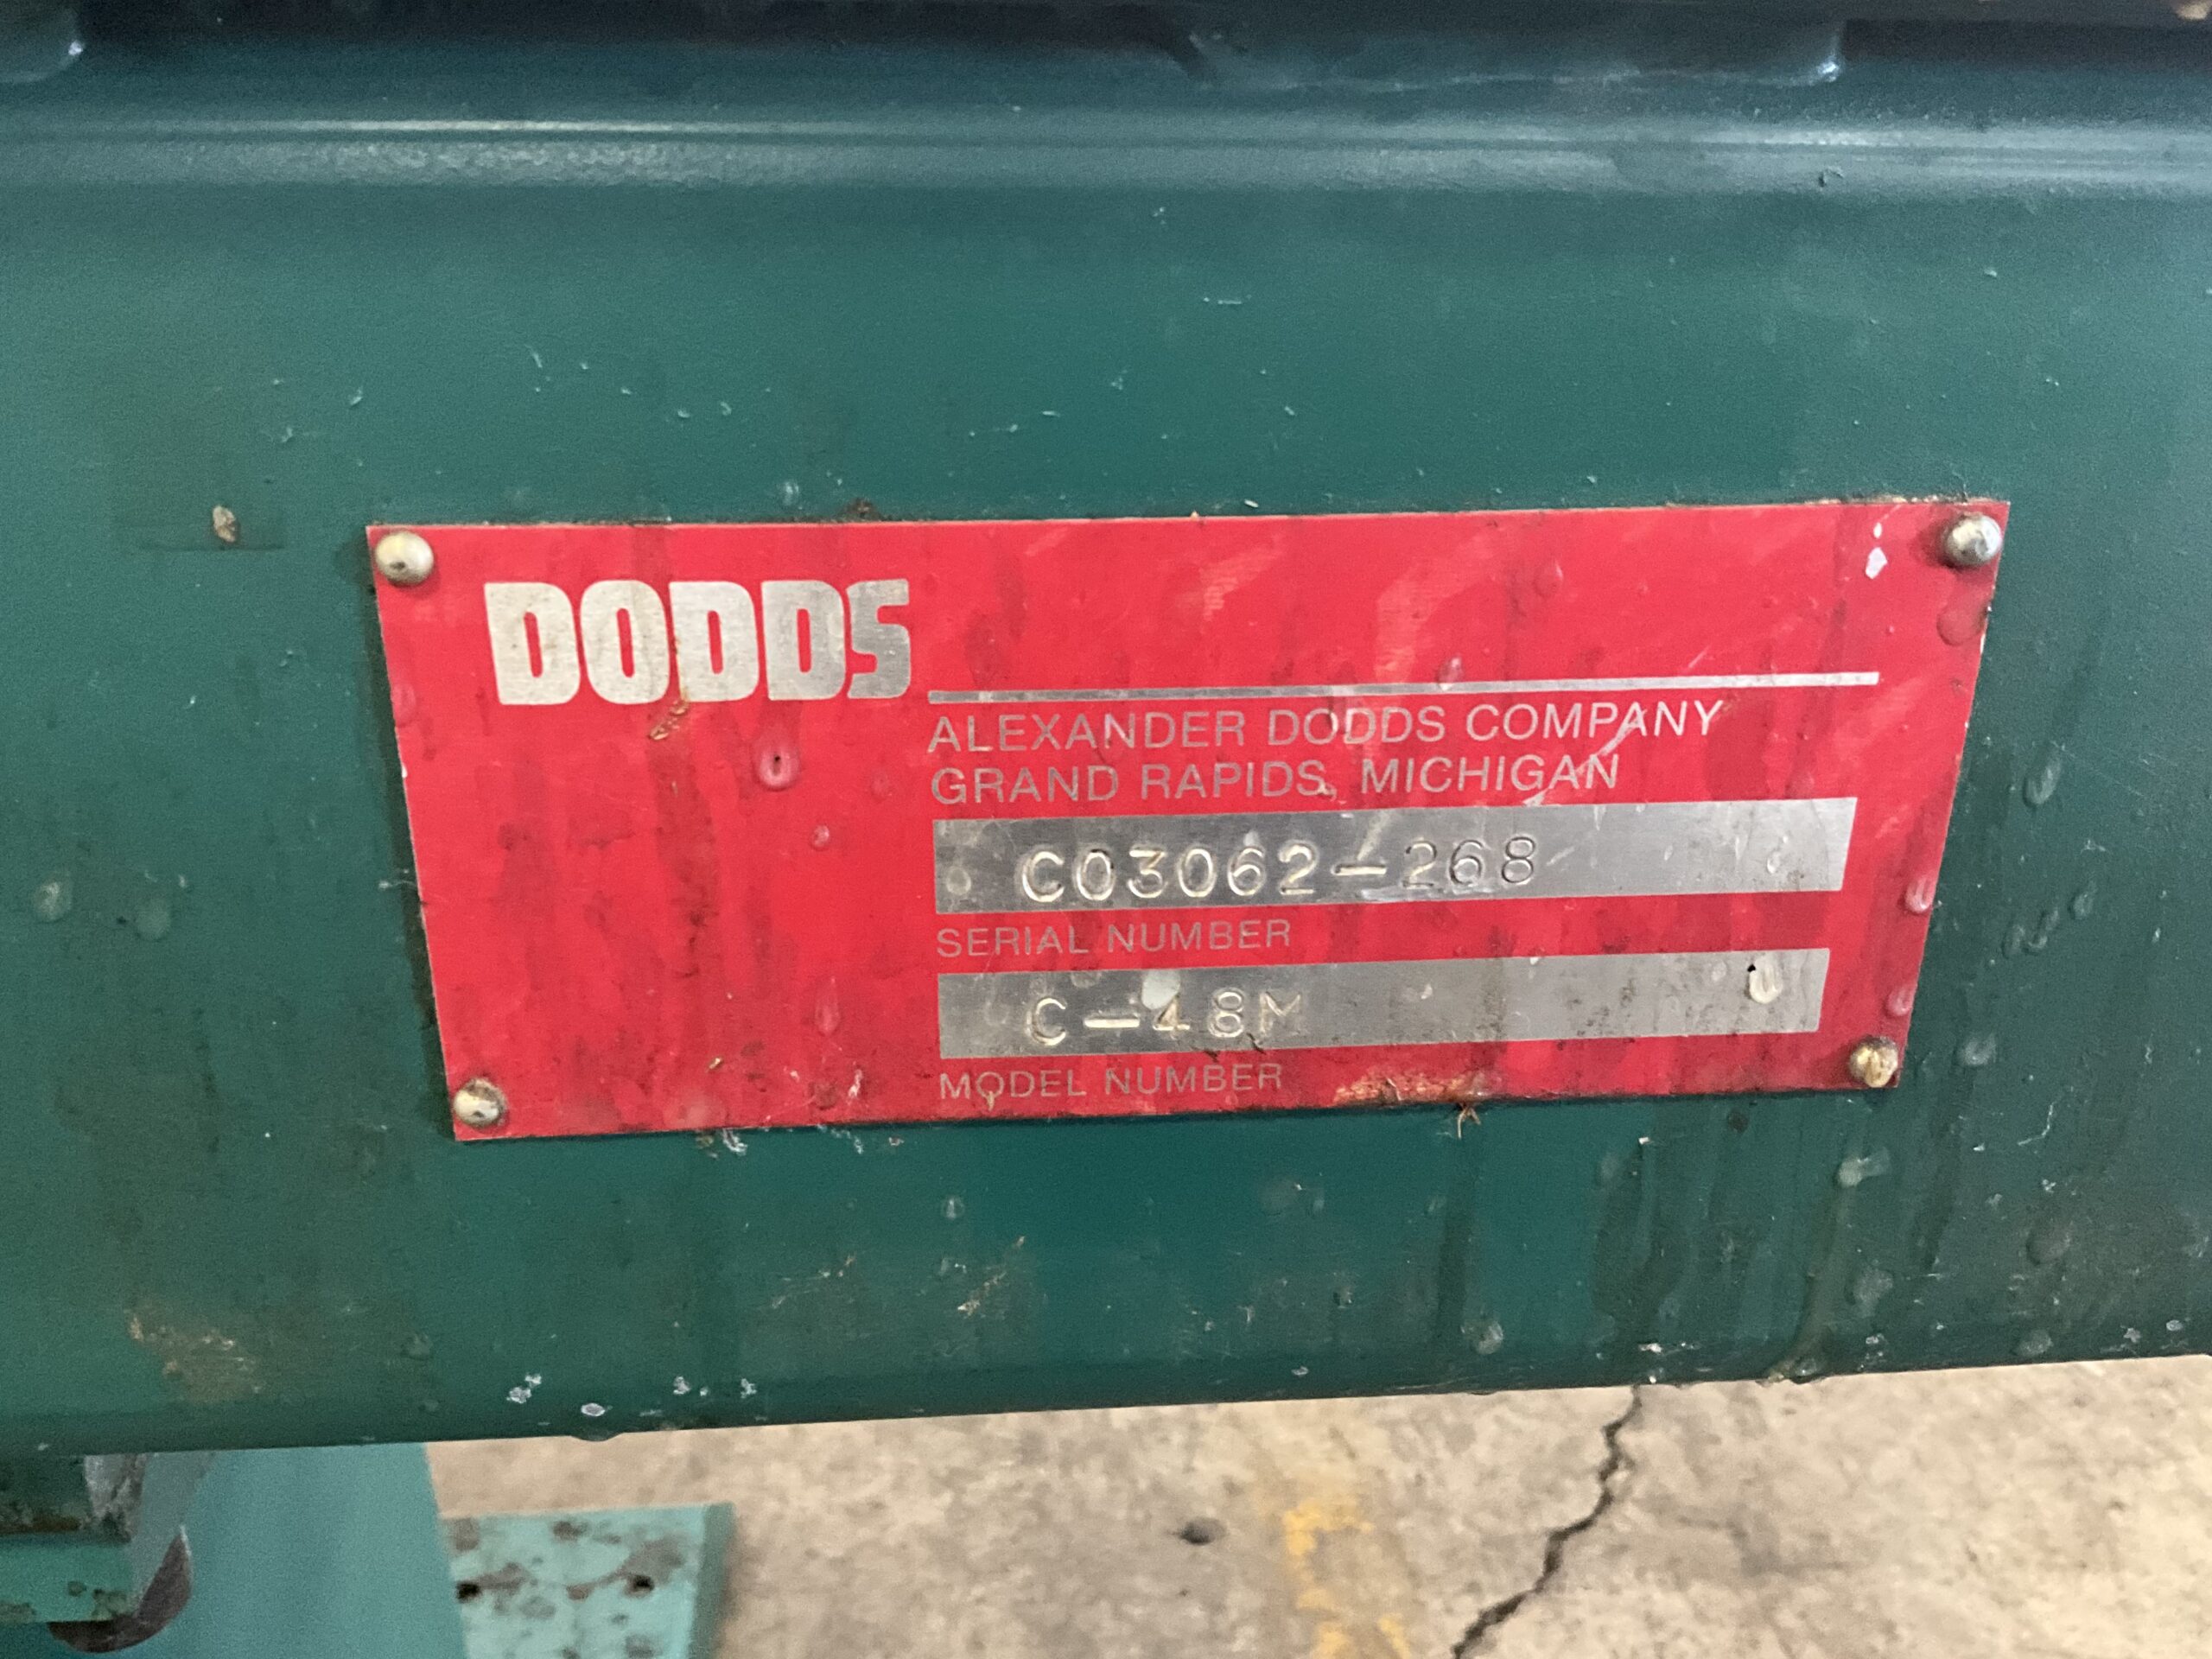 DODDS
ALEXANDER DODDS COMPANY
GRAND RAPIDS, MICHIGAN
C03062-268
SERIAL NUMBER
C-48M
MODEL NUMBER